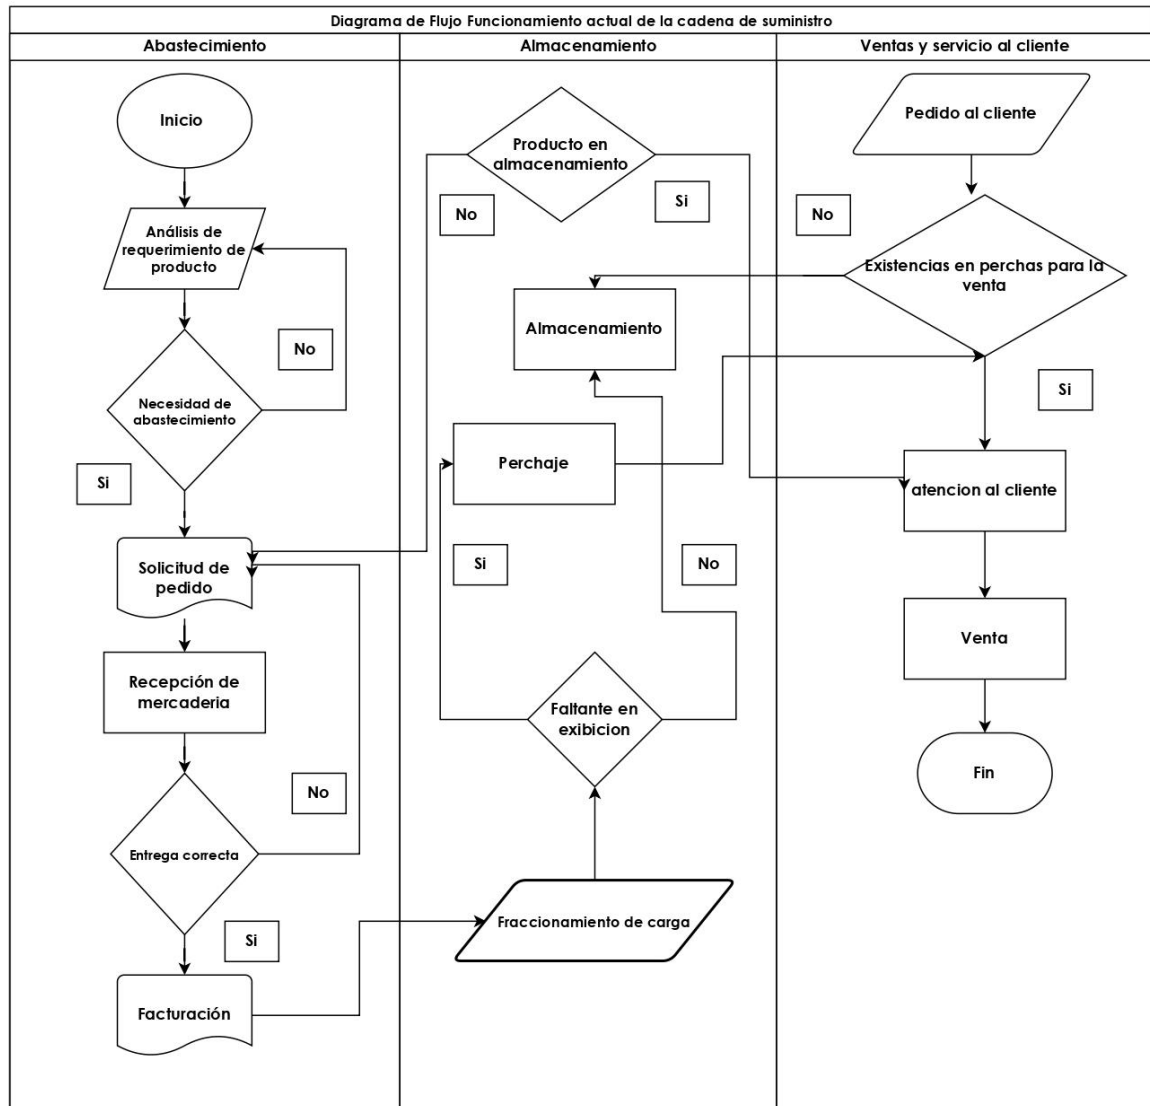 Diagrama de Flujo Funcionamiento actual de la cadena de suministro
Abastecimiento
Almacenamiento
Ventas y servicio al cliente
Inicio
Análisis de
requerimiento de
producto
No
Necesidad de
abastecimiento
Si
Solicitud de
pedido
Recepción de
mercaderia
No
Entrega correcta
Si
Facturación
Producto en
almacenamiento
No
Si
Almacenamiento
Perchaje
Si
No
Faltante en
exibicion
Fraccionamiento de carga
Pedido al cliente
No
Existencias en perchas para la
venta
Si
atencion al cliente
Venta
Fin